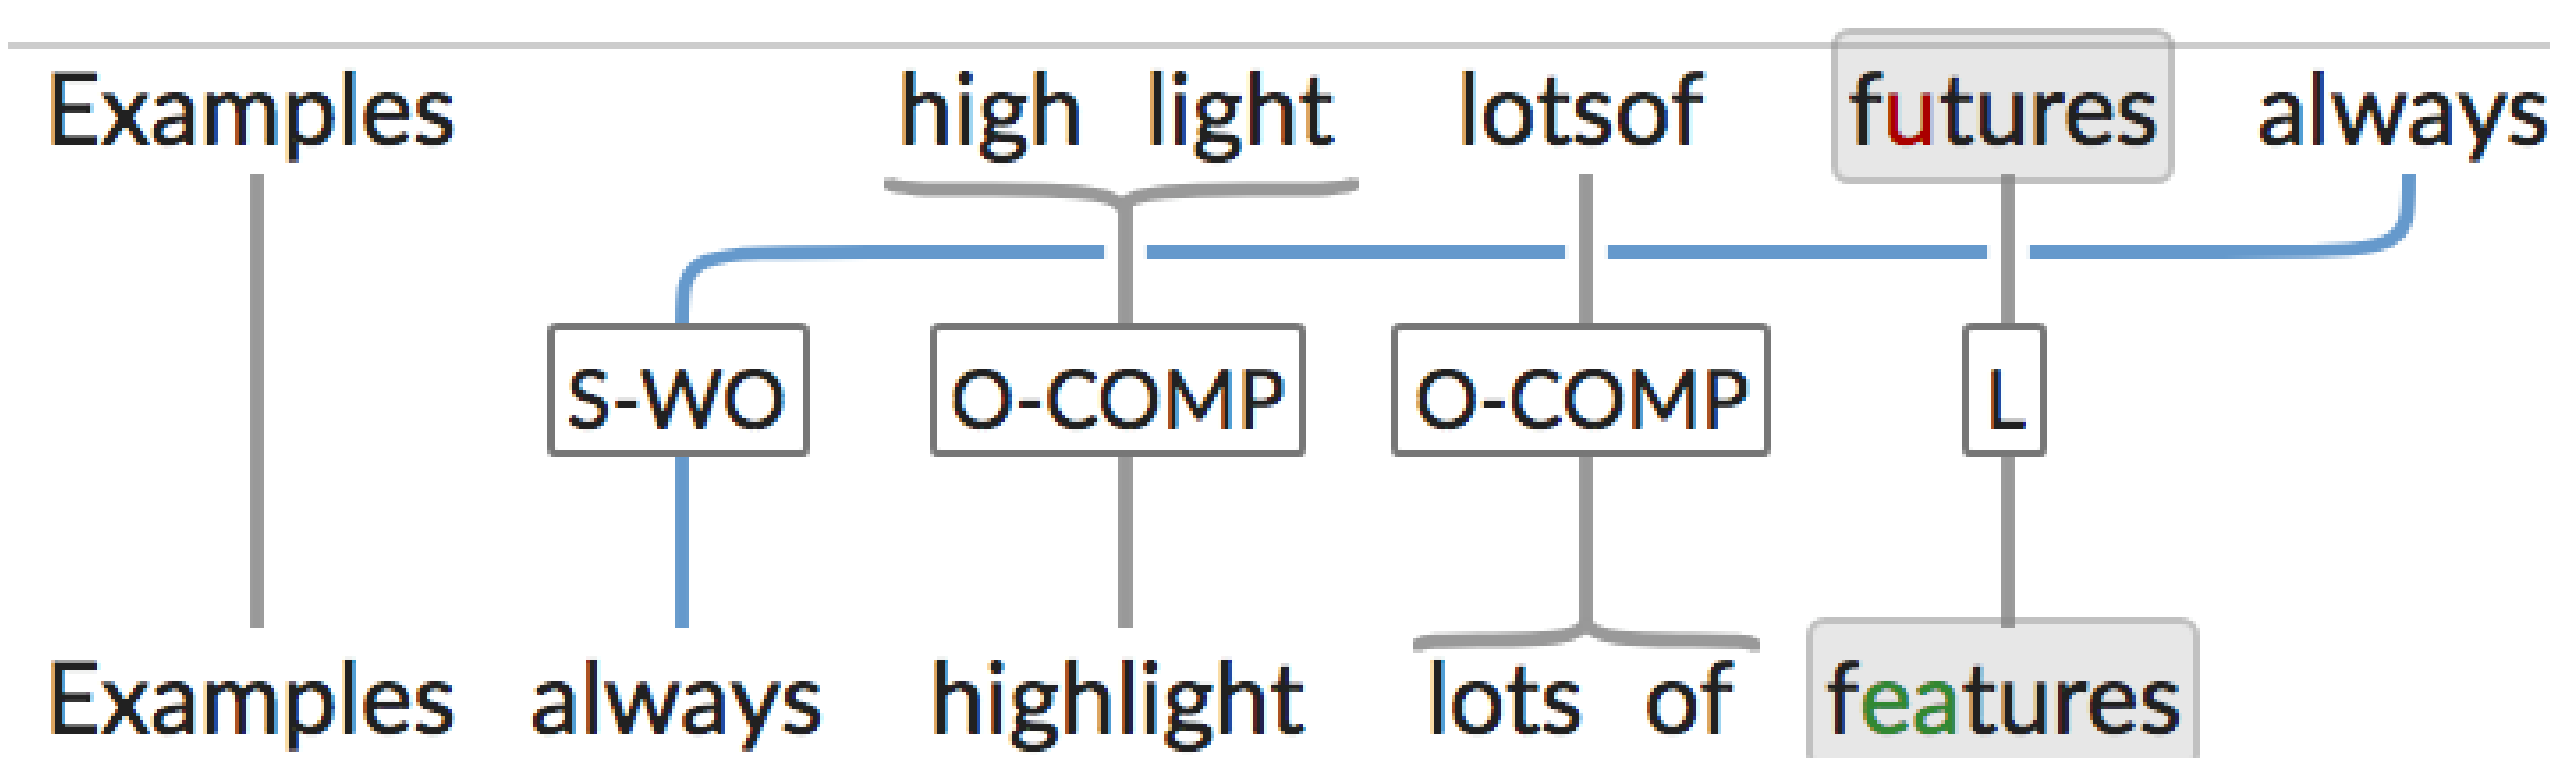 Examples high light lotsof futures always
S-WO O-COMP O-COMP L
Examples always highlight lots of features